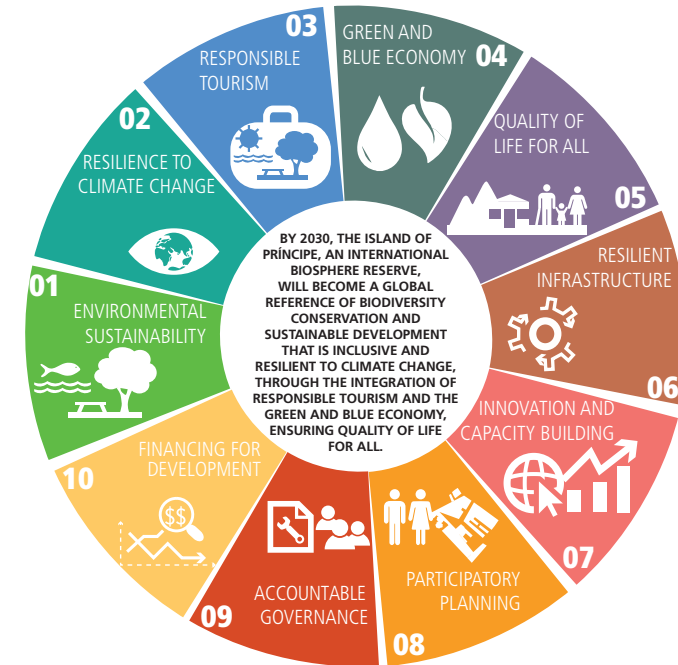 01
ENVIRONMENTAL
SUSTAINABILITY
02
RESILIENCE TO
CLIMATE CHANGE
03
RESPONSIBLE
TOURISM
GREEN AND
BLUE ECONOMY 04
QUALITY OF
LIFE FOR ALL
05
RESILIENT
INFRASTRUCTURE
06
INNOVATION AND
CAPACITY BUILDING
07
PARTICIPATORY
PLANNING
08
ACCOUNTABLE
GOVERNANCE
09
FINANCING FOR
DEVELOPMENT
10
$$
BY 2030, THE ISLAND OF
PRÍNCIPE, AN INTERNATIONAL
BIOSPHERE RESERVE,
WILL BECOME A GLOBAL
REFERENCE OF BIODIVERSITY
CONSERVATION AND
SUSTAINABLE DEVELOPMENT
THAT IS INCLUSIVE AND
RESILIENT TO CLIMATE CHANGE,
THROUGH THE INTEGRATION OF
RESPONSIBLE TOURISM AND THE
GREEN AND BLUE ECONOMY,
ENSURING QUALITY OF LIFE
FOR ALL.